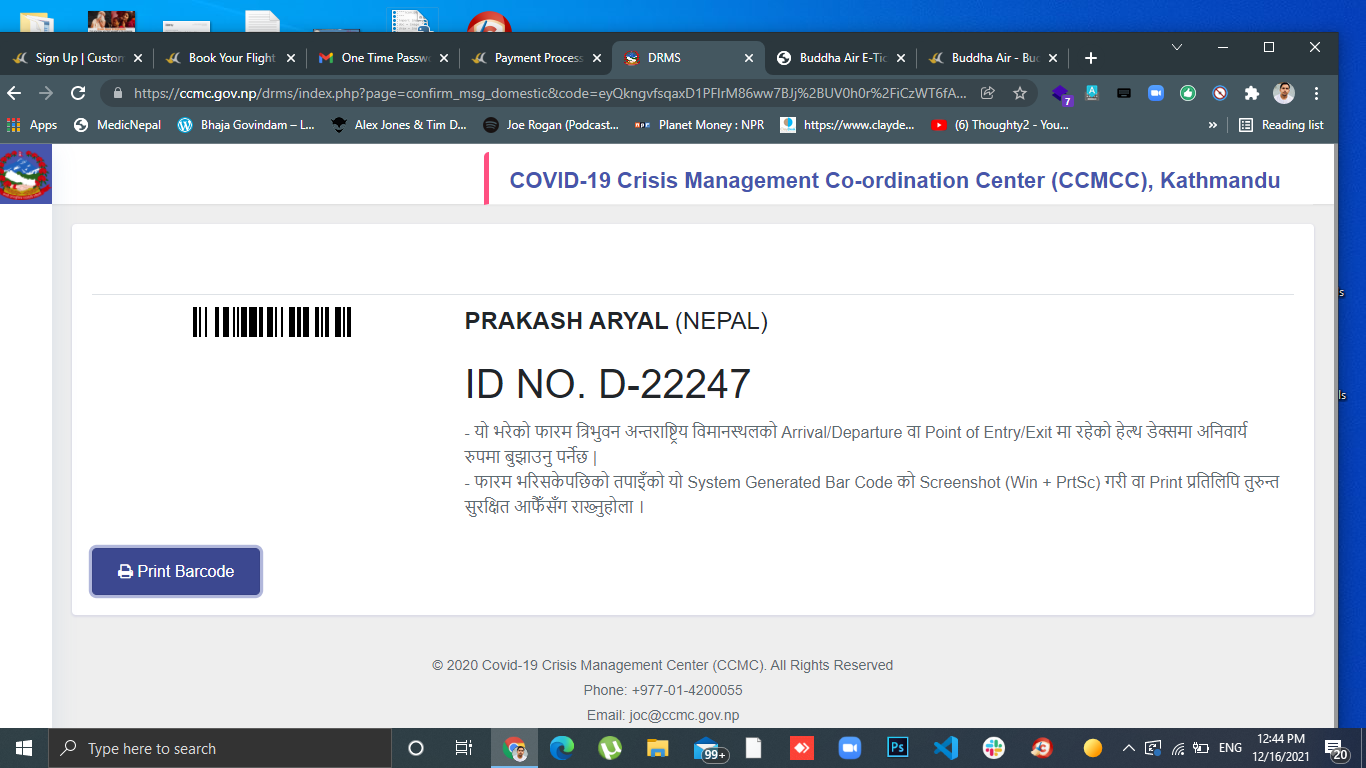 Sign Up | Custom
Book Your Flight
One Time Passwo
Payment Process
DRMS
Buddha Air E-Tic
Buddha Air - Bud
https://ccmc.gov.np/drms/index.php?page=confirm_msg_domestic&code=eyQkngvfsqaxD1PFIrM86ww7BJj%2BUV0h0r%2FiCzWT6fA...
7
Apps
MedicNepal
Bhaja Govindam – L...
Alex Jones & Tim D...
Joe Rogan (Podcast...
Planet Money : NPR
https://www.clayde...
(6) Thoughty2 - You...
»
Reading list
COVID-19 Crisis Management Co-ordination Center (CCMCC), Kathmandu
PRAKASH ARYAL (NEPAL)
ID NO. D-22247
- यो भरेको फारम त्रिभुवन अन्तराष्ट्रिय विमानस्थलको Arrival/Departure वा Point of Entry/Exit मा रहेको हेल्थ डेक्समा अनिवार्य
रुपमा बुझाउनु पर्नेछ |
- फारम भरिसकेपछिको तपाइँको यो System Generated Bar Code को Screenshot (Win + PrtSc) गरी वा Print प्रतिलिपि तुरुन्त
सुरक्षित आफैँसँग राख्नुहोला ।
Print Barcode
© 2020 Covid-19 Crisis Management Center (CCMC). All Rights Reserved
Phone: +977-01-4200055
Email: joc@ccmc.gov.np
Type here to search
99+
Ps
ENG
12:44 PM
12/16/2021
20